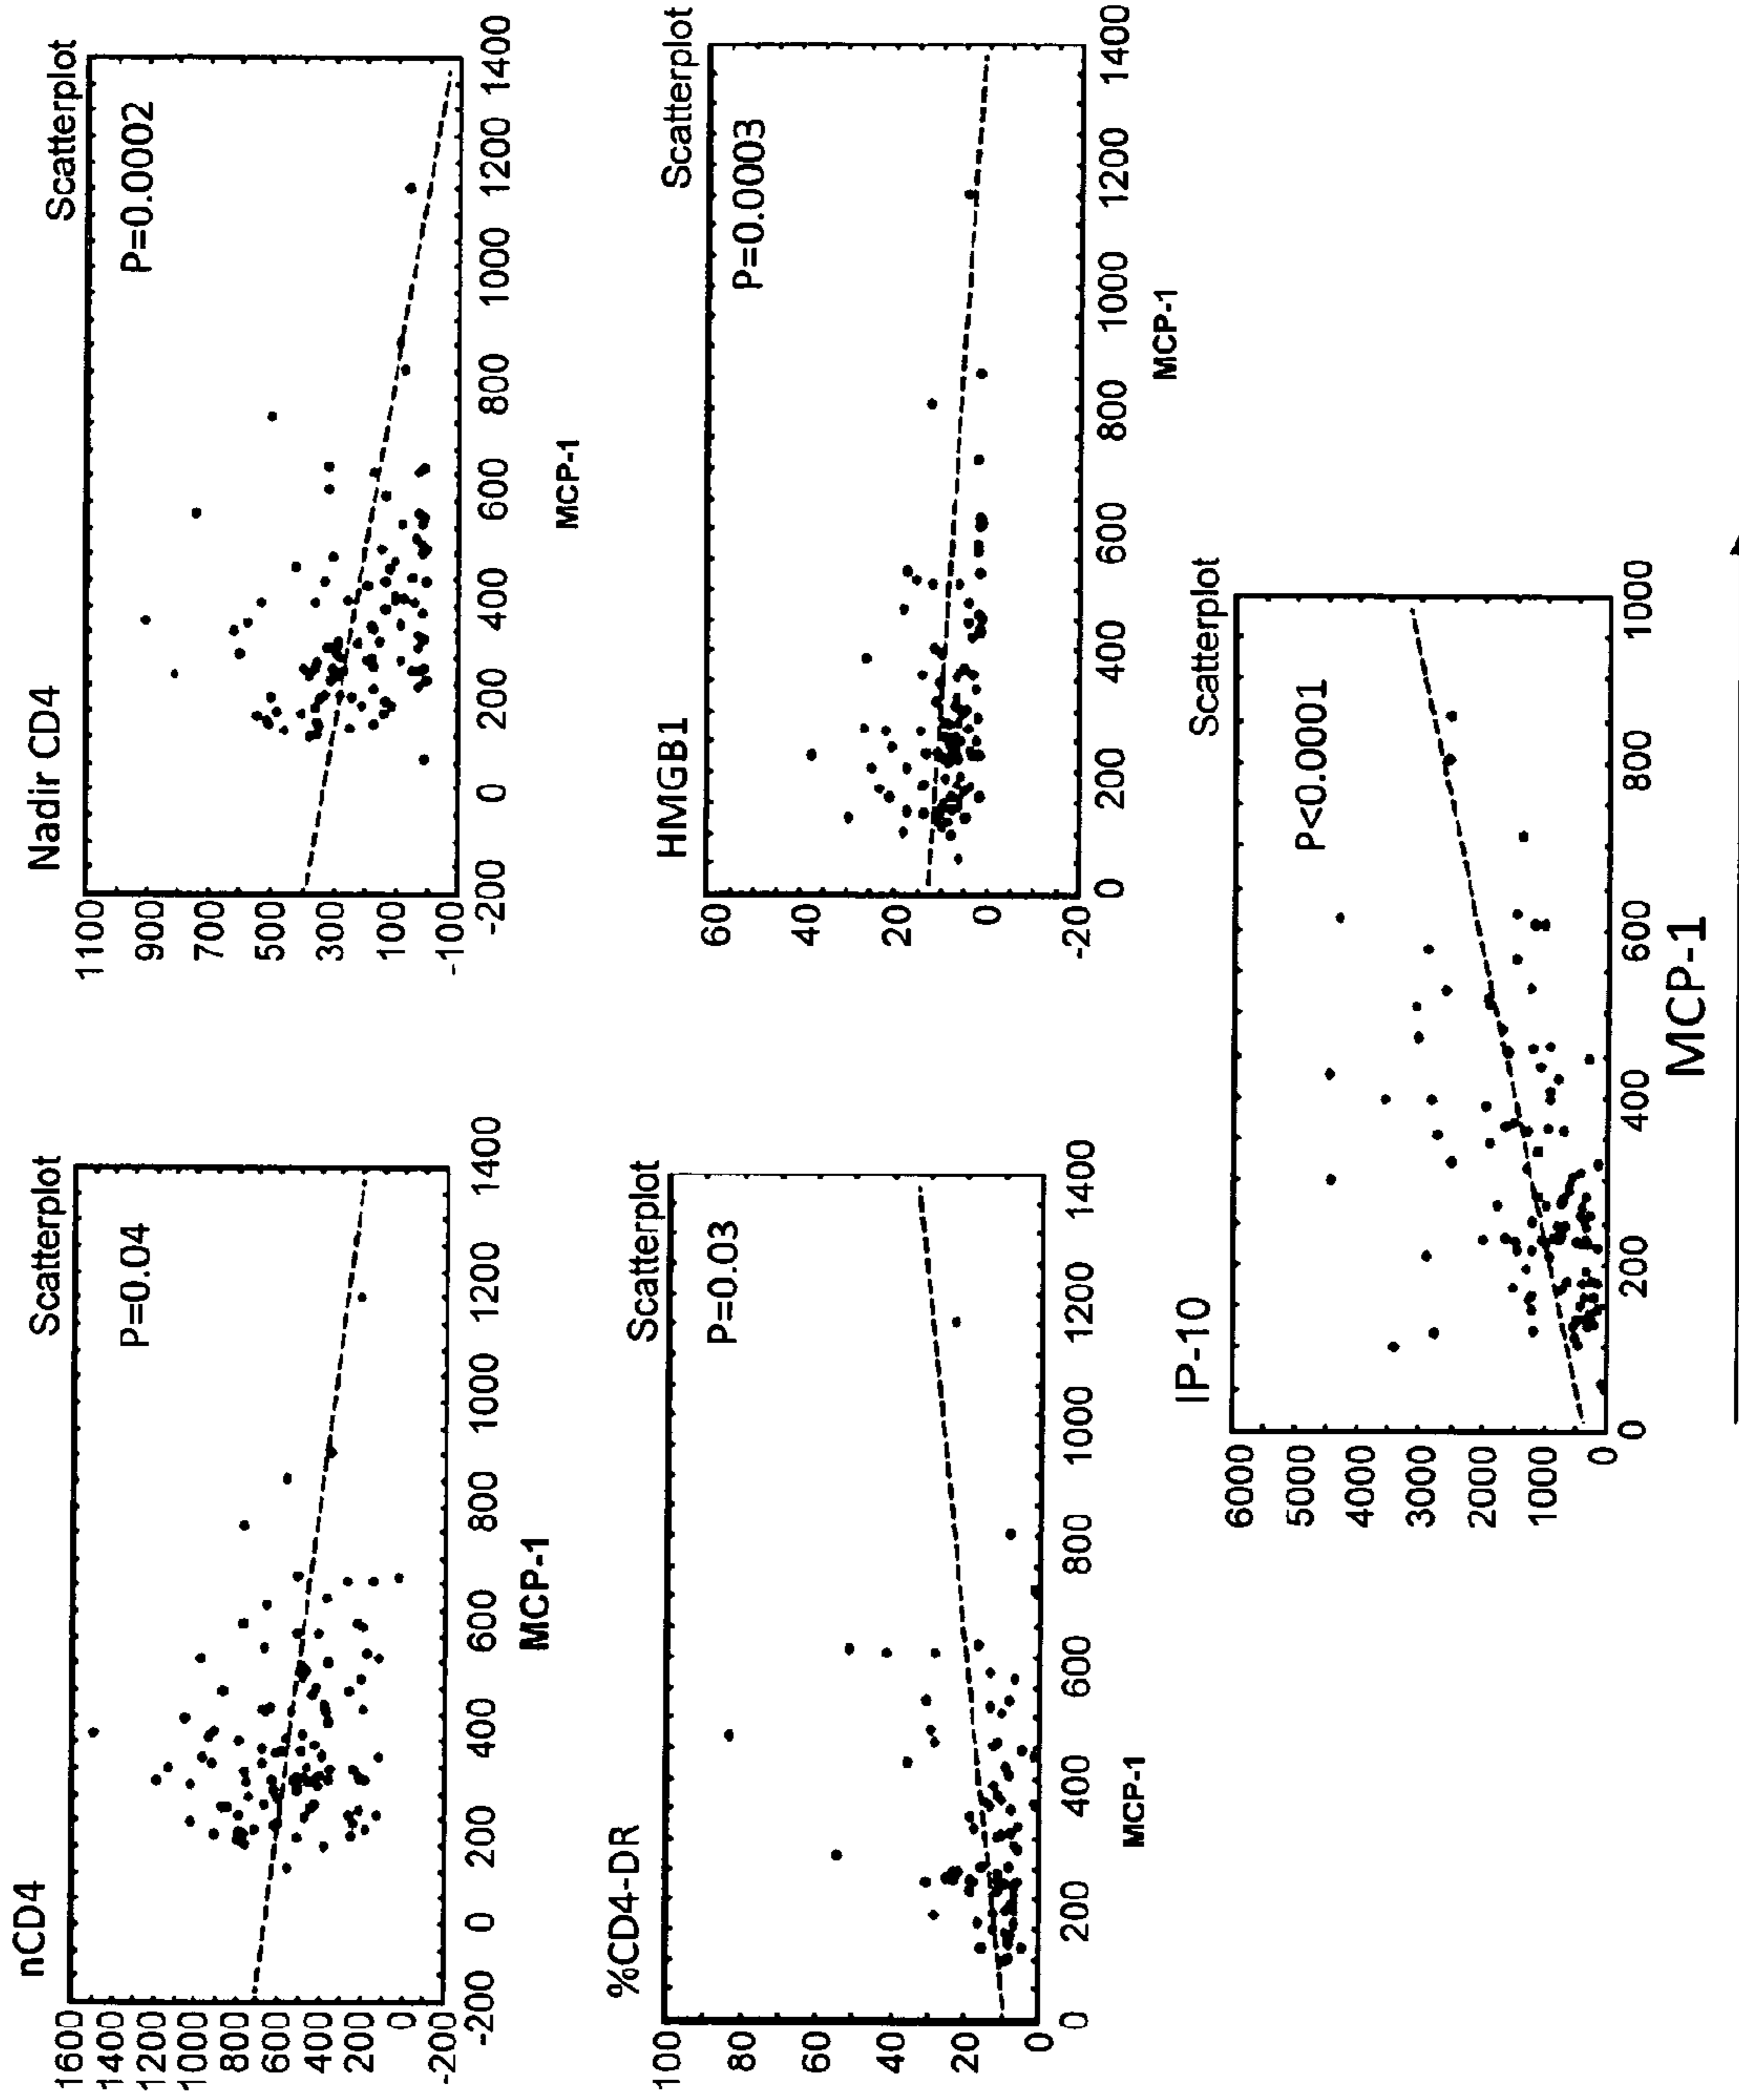 nCD4
Scatterplot
P=0.04
1600
1400
1200
1000
800
600
400
200
0
-200
-200 0 200 400 600 800 1000 1200 1400
MCP-1
Nadir CD4
Scatterplot
P=0.0002
1100
900
700
500
300
100
-100
-200 0 200 400 600 800 1000 1200 1400
MCP-1
%CD4-DR
Scatterplot
P=0.03
100
80
60
40
20
0
0 200 400 600 800 1000 1200 1400
MCP-1
HMGB1
Scatterplot
P=0.0003
60
40
20
0
-20
0 200 400 600 800 1000 1200 1400
MCP-1
IP-10
Scatterplot
P<0.0001
6000
5000
4000
3000
2000
1000
0
0 200 400 600 800 1000
MCP-1